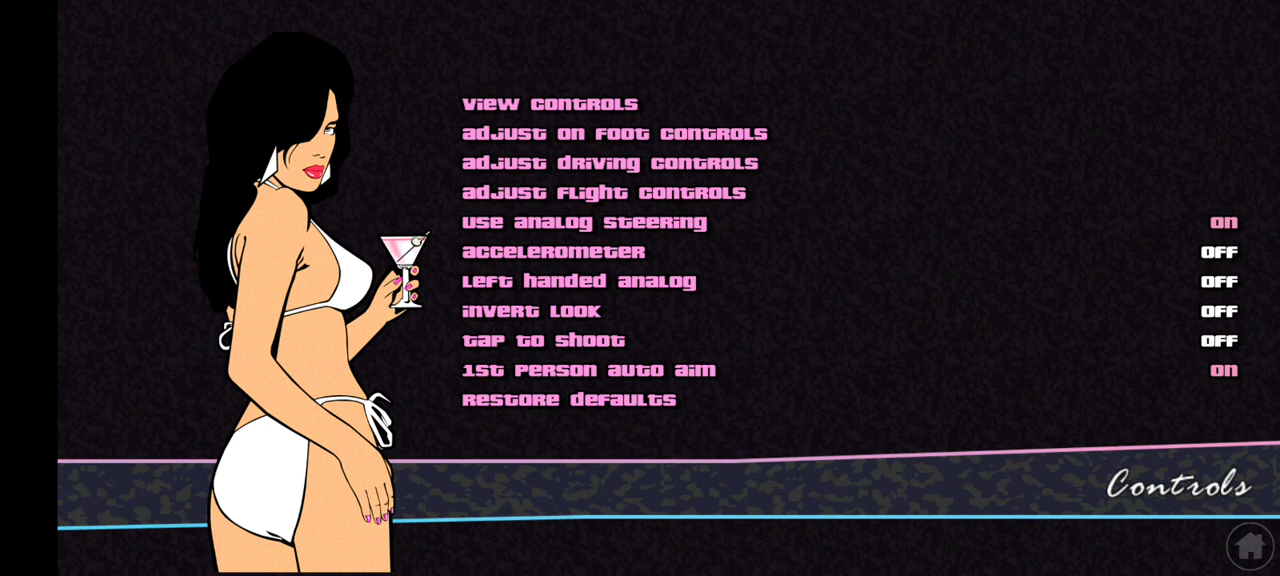 VIEW CONTROLS
ADJUST ON FOOT CONTROLS
ADJUST DRIVING CONTROLS
ADJUST FLIGHT CONTROLS
USE ANALOG STEERING ON
ACCELEROMETER OFF
LEFT HANDED ANALOG OFF
INVERT LOOK OFF
TAP TO SHOOT OFF
1ST PERSON AUTO AIM ON
RESTORE DEFAULTS
Controls